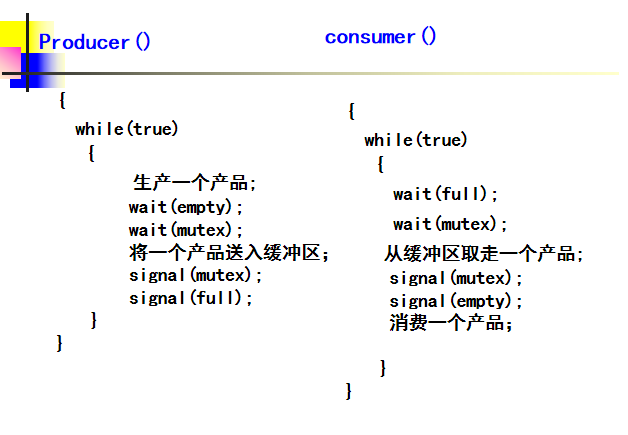 Producer()
{
while(true)
{
生产一个产品;
wait(empty);
wait(mutex);
将一个产品送入缓冲区；
signal(mutex);
signal(full);
}
}
consumer()
{
while(true)
{
wait(full);
wait(mutex);
从缓冲区取走一个产品;
signal(mutex);
signal(empty);
消费一个产品；
}
}